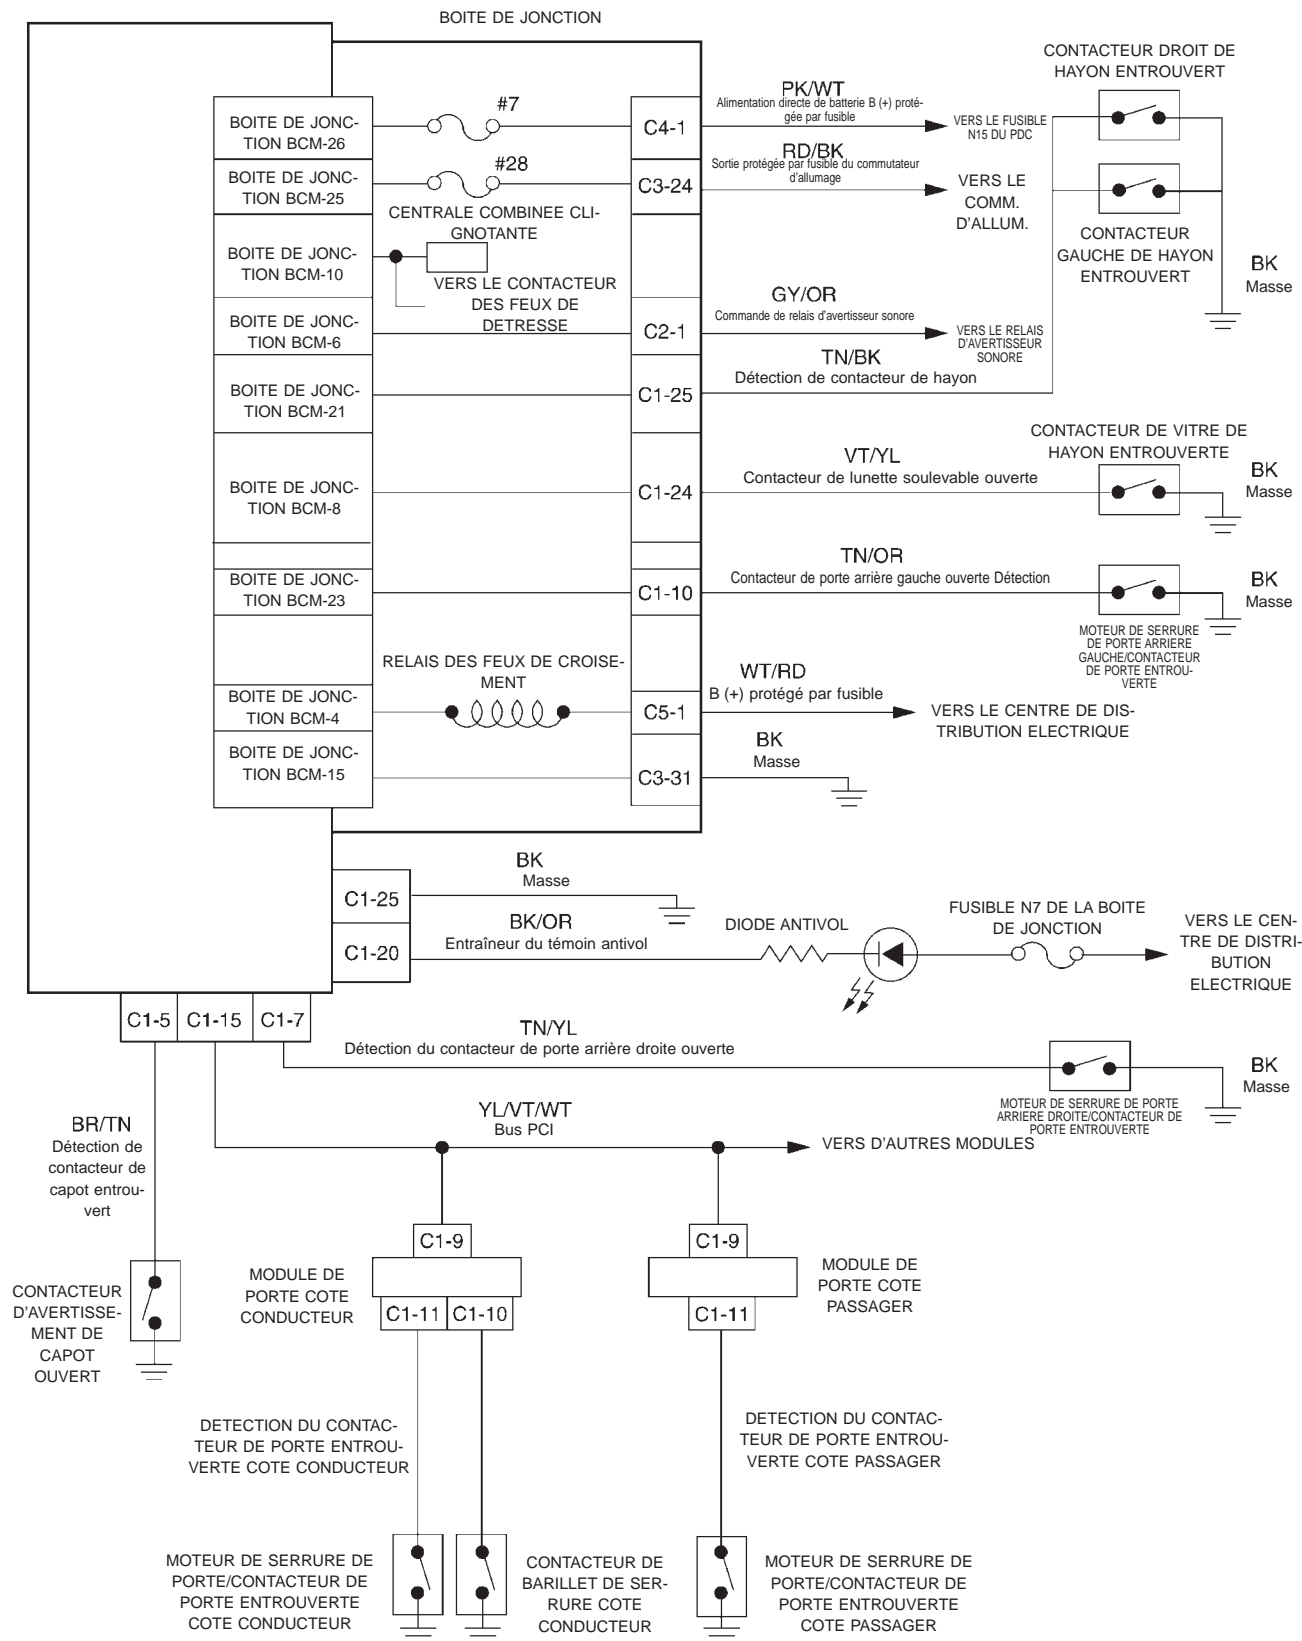 BOITE DE JONCTION
CONTACTEUR DROIT DE
HAYON ENTROUVERT
BOITE DE JONC-
TION BCM-26
#7
C4-1
PK/WT
Alimentation directe de batterie B (+) proté-
gée par fusible
VERS LE FUSIBLE
N15 DU PDC
BOITE DE JONC-
TION BCM-25
#28
C3-24
RD/BK
Sortie protégée par fusible du commutateur
d'allumage
VERS LE
COMM.
D'ALLUM.
CONTACTEUR
GAUCHE DE HAYON
ENTROUVERT
BK
Masse
CENTRALE COMBINEE CLI-
GNOTANTE
BOITE DE JONC-
TION BCM-10
VERS LE CONTACTEUR
DES FEUX DE
DETRESSE
BOITE DE JONC-
TION BCM-6
C2-1
GY/OR
Commande de relais d'avertisseur sonore
VERS LE RELAIS
D'AVERTISSEUR
SONORE
BOITE DE JONC-
TION BCM-21
C1-25
TN/BK
Détection de contacteur de hayon
CONTACTEUR DE VITRE DE
HAYON ENTROUVERTE
BOITE DE JONC-
TION BCM-8
C1-24
VT/YL
Contacteur de lunette soulevable ouverte
BK
Masse
BOITE DE JONC-
TION BCM-23
C1-10
TN/OR
Contacteur de porte arrière gauche ouverte Détection
BK
Masse
MOTEUR DE SERRURE
DE PORTE ARRIERE
GAUCHE/CONTACTEUR
DE PORTE ENTROU-
VERTE
RELAIS DES FEUX DE CROISE-
MENT
BOITE DE JONC-
TION BCM-4
C5-1
WT/RD
B (+) protégé par fusible
VERS LE CENTRE DE DIS-
TRIBUTION ELECTRIQUE
BOITE DE JONC-
TION BCM-15
C3-31
BK
Masse
C1-25
BK
Masse
C1-20
BK/OR
Entraîneur du témoin antivol
DIODE ANTIVOL
FUSIBLE N7 DE LA BOITE
DE JONCTION
VERS LE CEN-
TRE DE DISTRI-
BUTION
ELECTRIQUE
C1-5
C1-15
C1-7
TN/YL
Détection du contacteur de porte arrière droite ouverte
BK
Masse
MOTEUR DE SERRURE DE PORTE
ARRIERE DROITE/CONTACTEUR DE
PORTE ENTROUVERTE
BR/TN
Détection de
contacteur de
capot entrou-
vert
YL/VT/WT
Bus PCI
VERS D'AUTRES MODULES
CONTACTEUR
D'AVERTISSE-
MENT DE
CAPOT
OUVERT
C1-9
MODULE DE
PORTE COTE
CONDUCTEUR
C1-11
C1-10
C1-9
MODULE DE
PORTE COTE
PASSAGER
C1-11
DETECTION DU CONTAC-
TEUR DE PORTE ENTROU-
VERTE COTE CONDUCTEUR
DETECTION DU CONTAC-
TEUR DE PORTE ENTROU-
VERTE COTE PASSAGER
MOTEUR DE SERRURE DE
PORTE/CONTACTEUR DE
PORTE ENTROUVERTE
COTE CONDUCTEUR
CONTACTEUR DE
BARILLET DE SER-
RURE COTE
CONDUCTEUR
MOTEUR DE SERRURE DE
PORTE/CONTACTEUR DE
PORTE ENTROUVERTE
COTE PASSAGER